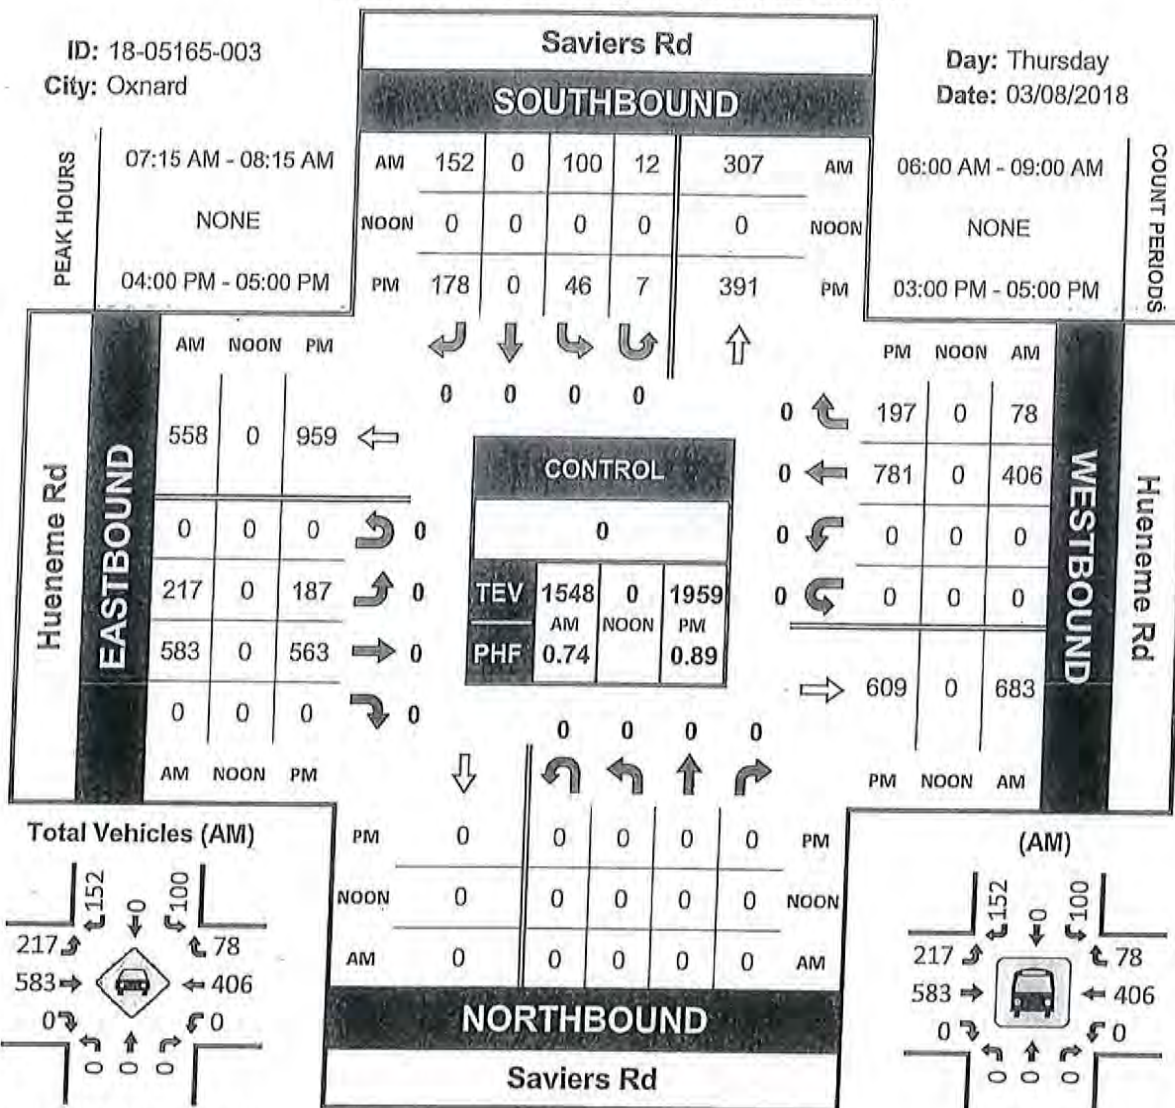 ID: 18-05165-003
City: Oxnard
Saviers Rd
SOUTHBOUND
Day: Thursday
Date: 03/08/2018
PEAK HOURS
07:15 AM - 08:15 AM
NONE
04:00 PM - 05:00 PM
AM 152 0 100 12 307 AM
NOON 0 0 0 0 0 NOON
PM 178 0 46 7 391 PM
06:00 AM - 09:00 AM
NONE
03:00 PM - 05:00 PM
COUNT PERIODS
0 0 0 0
Hueneme Rd
EASTBOUND
AM NOON PM
558 0 959
0 0 0 0
217 0 187 0
583 0 563 0
0 0 0 0
AM NOON PM
CONTROL
0
TEV 1548 0 1959
AM NOON PM
PHF 0.74 0.89
PM NOON AM
0 197 0 78
0 781 0 406
0 0 0 0
0 0 0 0
609 0 683
PM NOON AM
WESTBOUND
Hueneme Rd
0 0 0 0
PM 0 0 0 0 0 PM
NOON 0 0 0 0 0 NOON
AM 0 0 0 0 0 AM
NORTHBOUND
Saviers Rd
Total Vehicles (AM)
152 0 100
217 78
583 406
0 0
0 0 0
(AM)
152 0 100
217 78
583 406
0 0
0 0 0